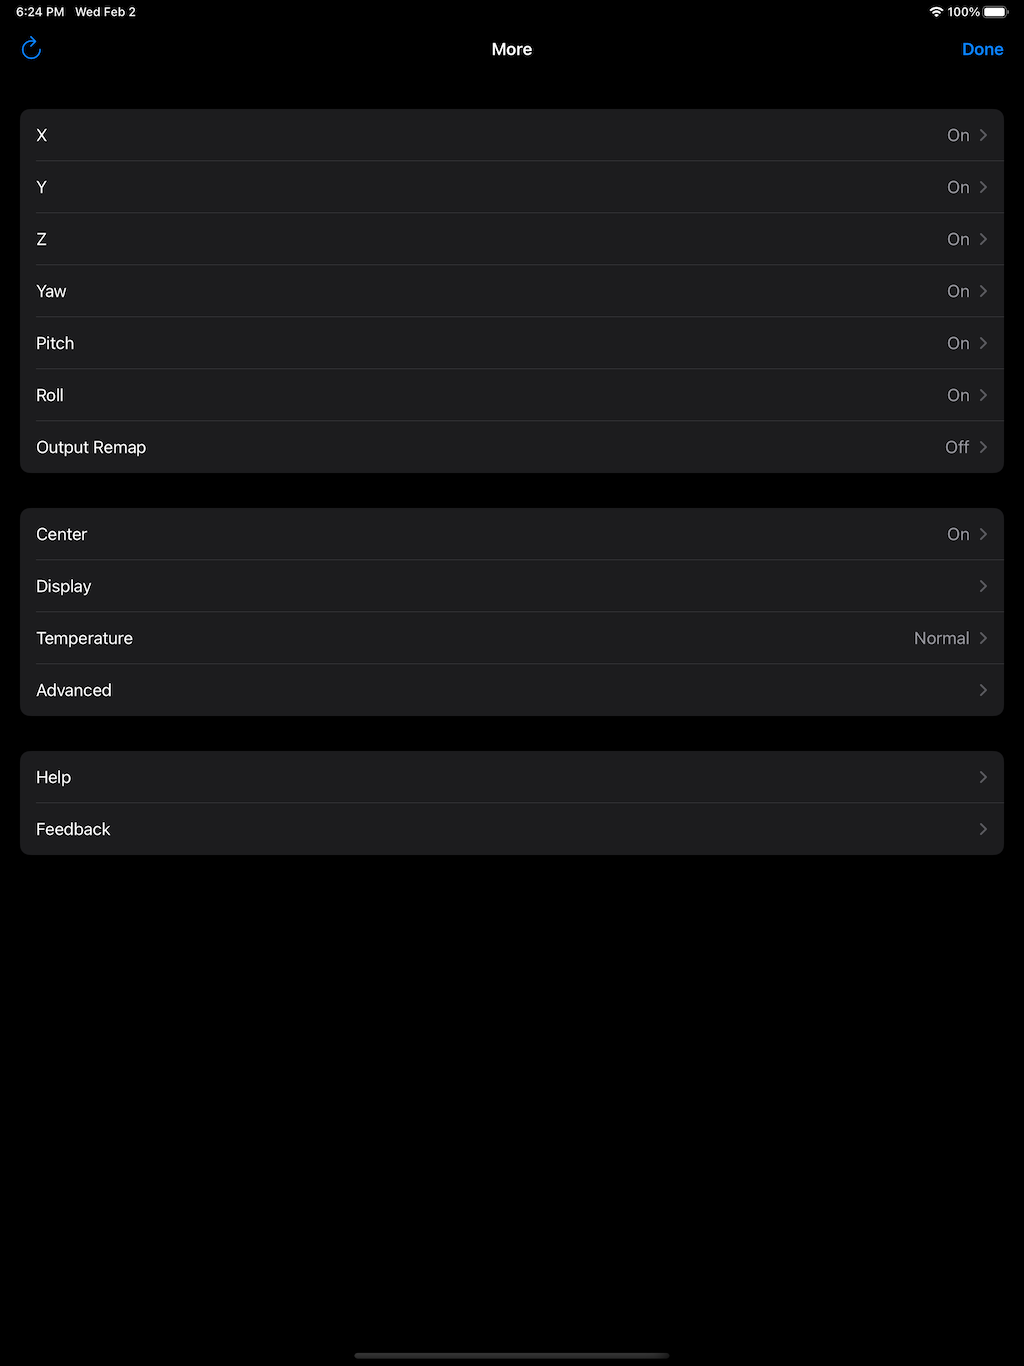 6:24 PM Wed Feb 2 100%
More Done
X On
Y On
Z On
Yaw On
Pitch On
Roll On
Output Remap Off
Center On
Display
Temperature Normal
Advanced
Help
Feedback